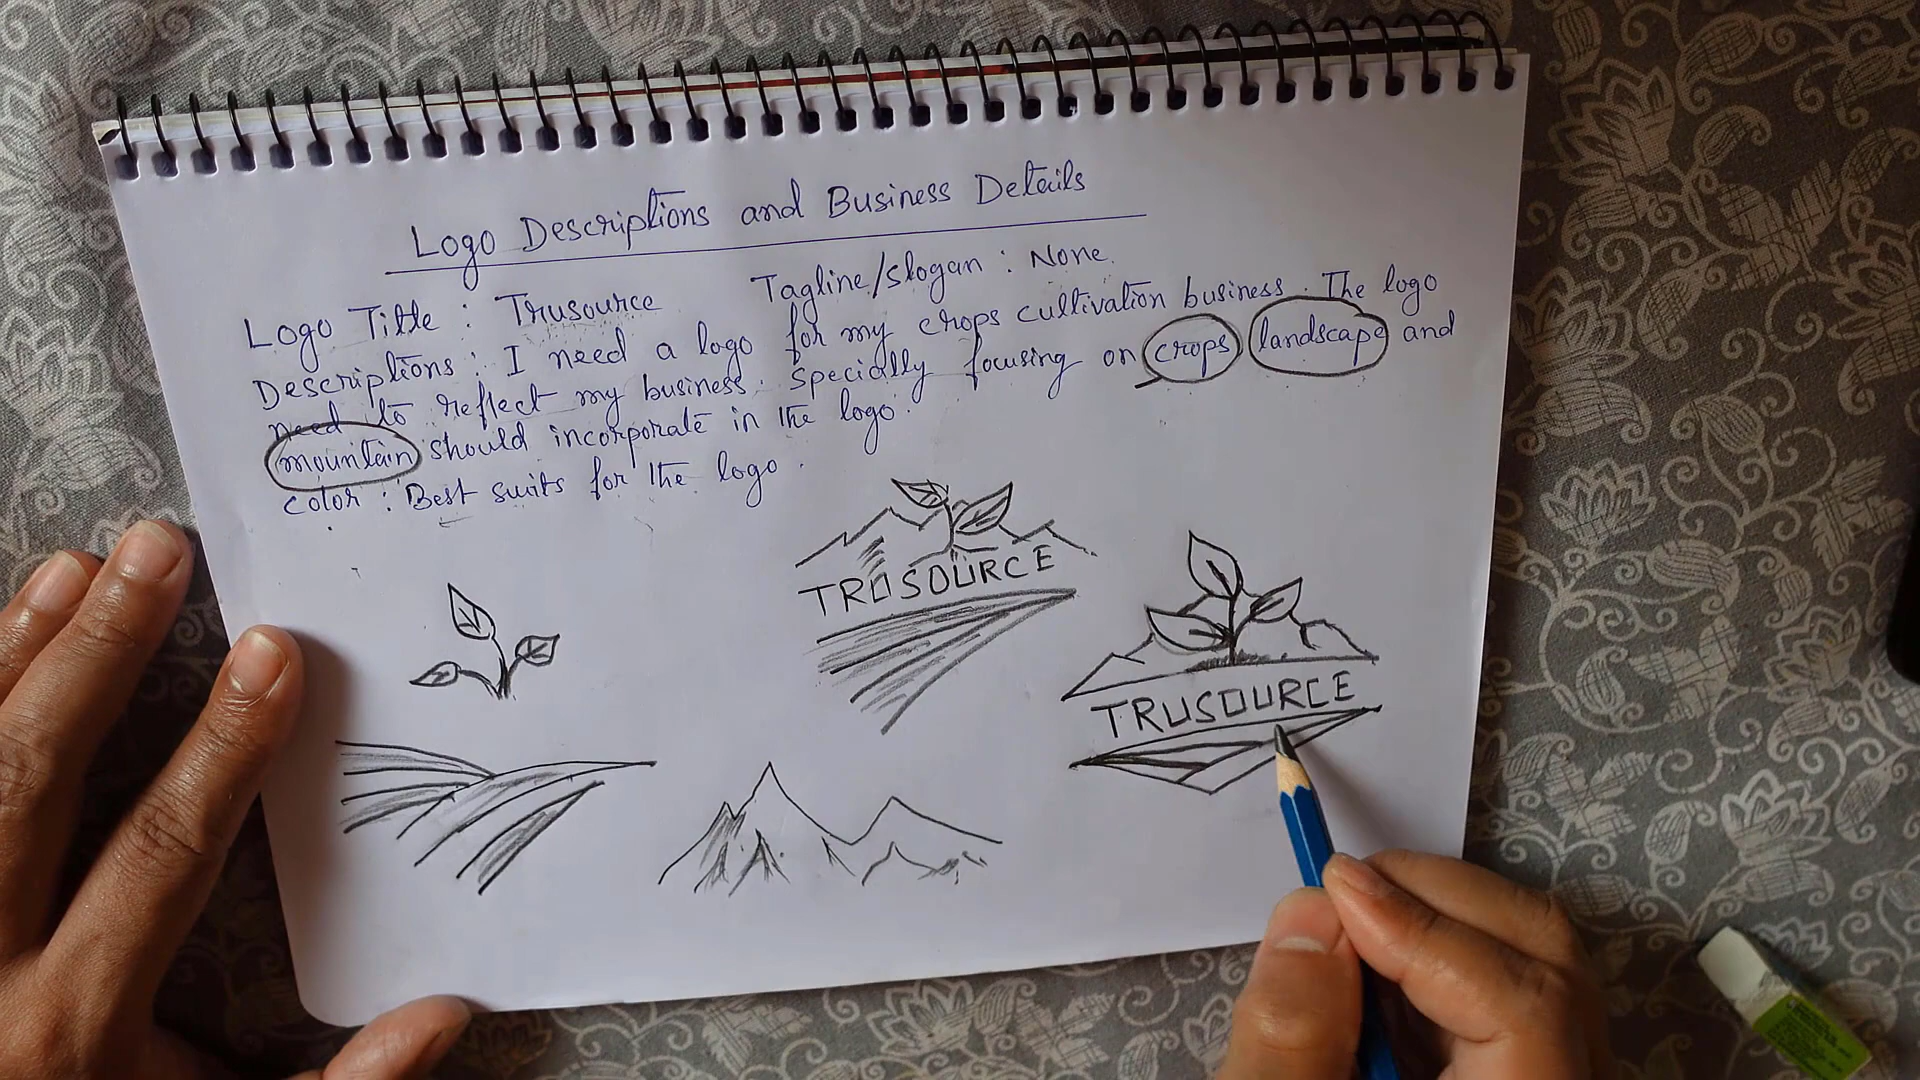 Logo Descriptions and Business Details
Logo Title : Trusource Tagline/slogan : None.
Descriptions : I need a logo for my crops cultivation business. The logo
need to reflect my business. specially focusing on crops landscape and
mountain should incorporate in the logo.
color : Best suits for the logo.
TRUSOURCE
TRUSOURCE